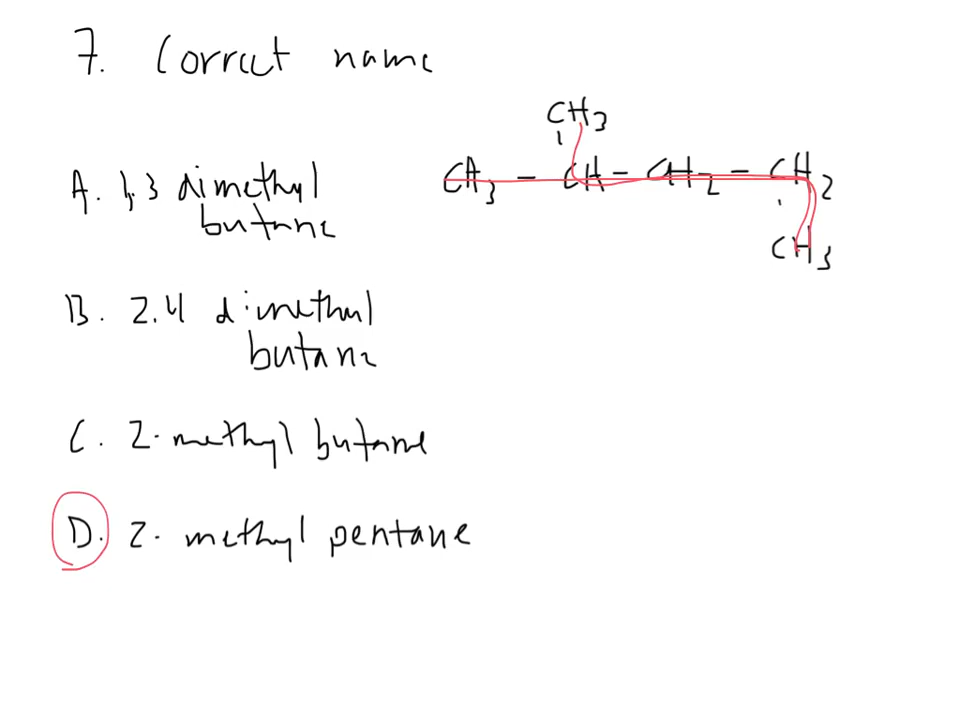 7. Correct name
CH3
A. 1,3 dimethyl
butane
CH3 - CH - CH2 - CH2
CH3
B. 2.4 dimethyl
butane
C. 2. methyl butane
D. 2. methyl pentane